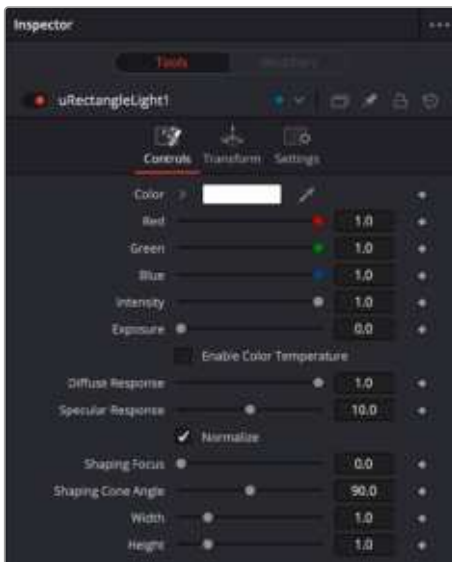 Inspector
Tools Modifiers
uRectangleLight1
Controls Transform Settings
Color
Red 1.0
Green 1.0
Blue 1.0
Intensity 1.0
Exposure 0.0
Enable Color Temperature
Diffuse Response 1.0
Specular Response 10.0
Normalize
Shaping Focus 0.0
Shaping Cone Angle 90.0
Width 1.0
Height 1.0